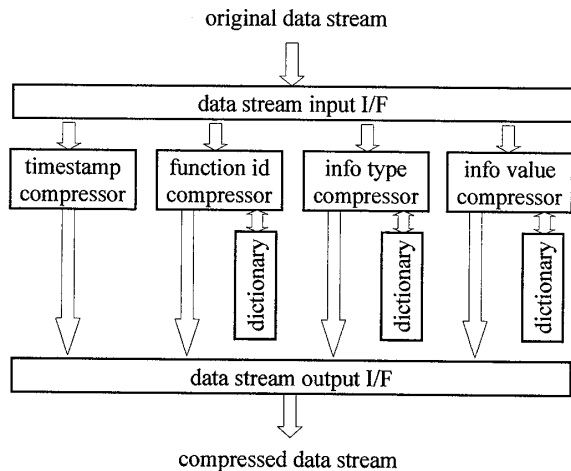 original data stream
data stream input I/F
timestamp
compressor
function id
compressor
info type
compressor
info value
compressor
dictionary
dictionary
dictionary
data stream output I/F
compressed data stream